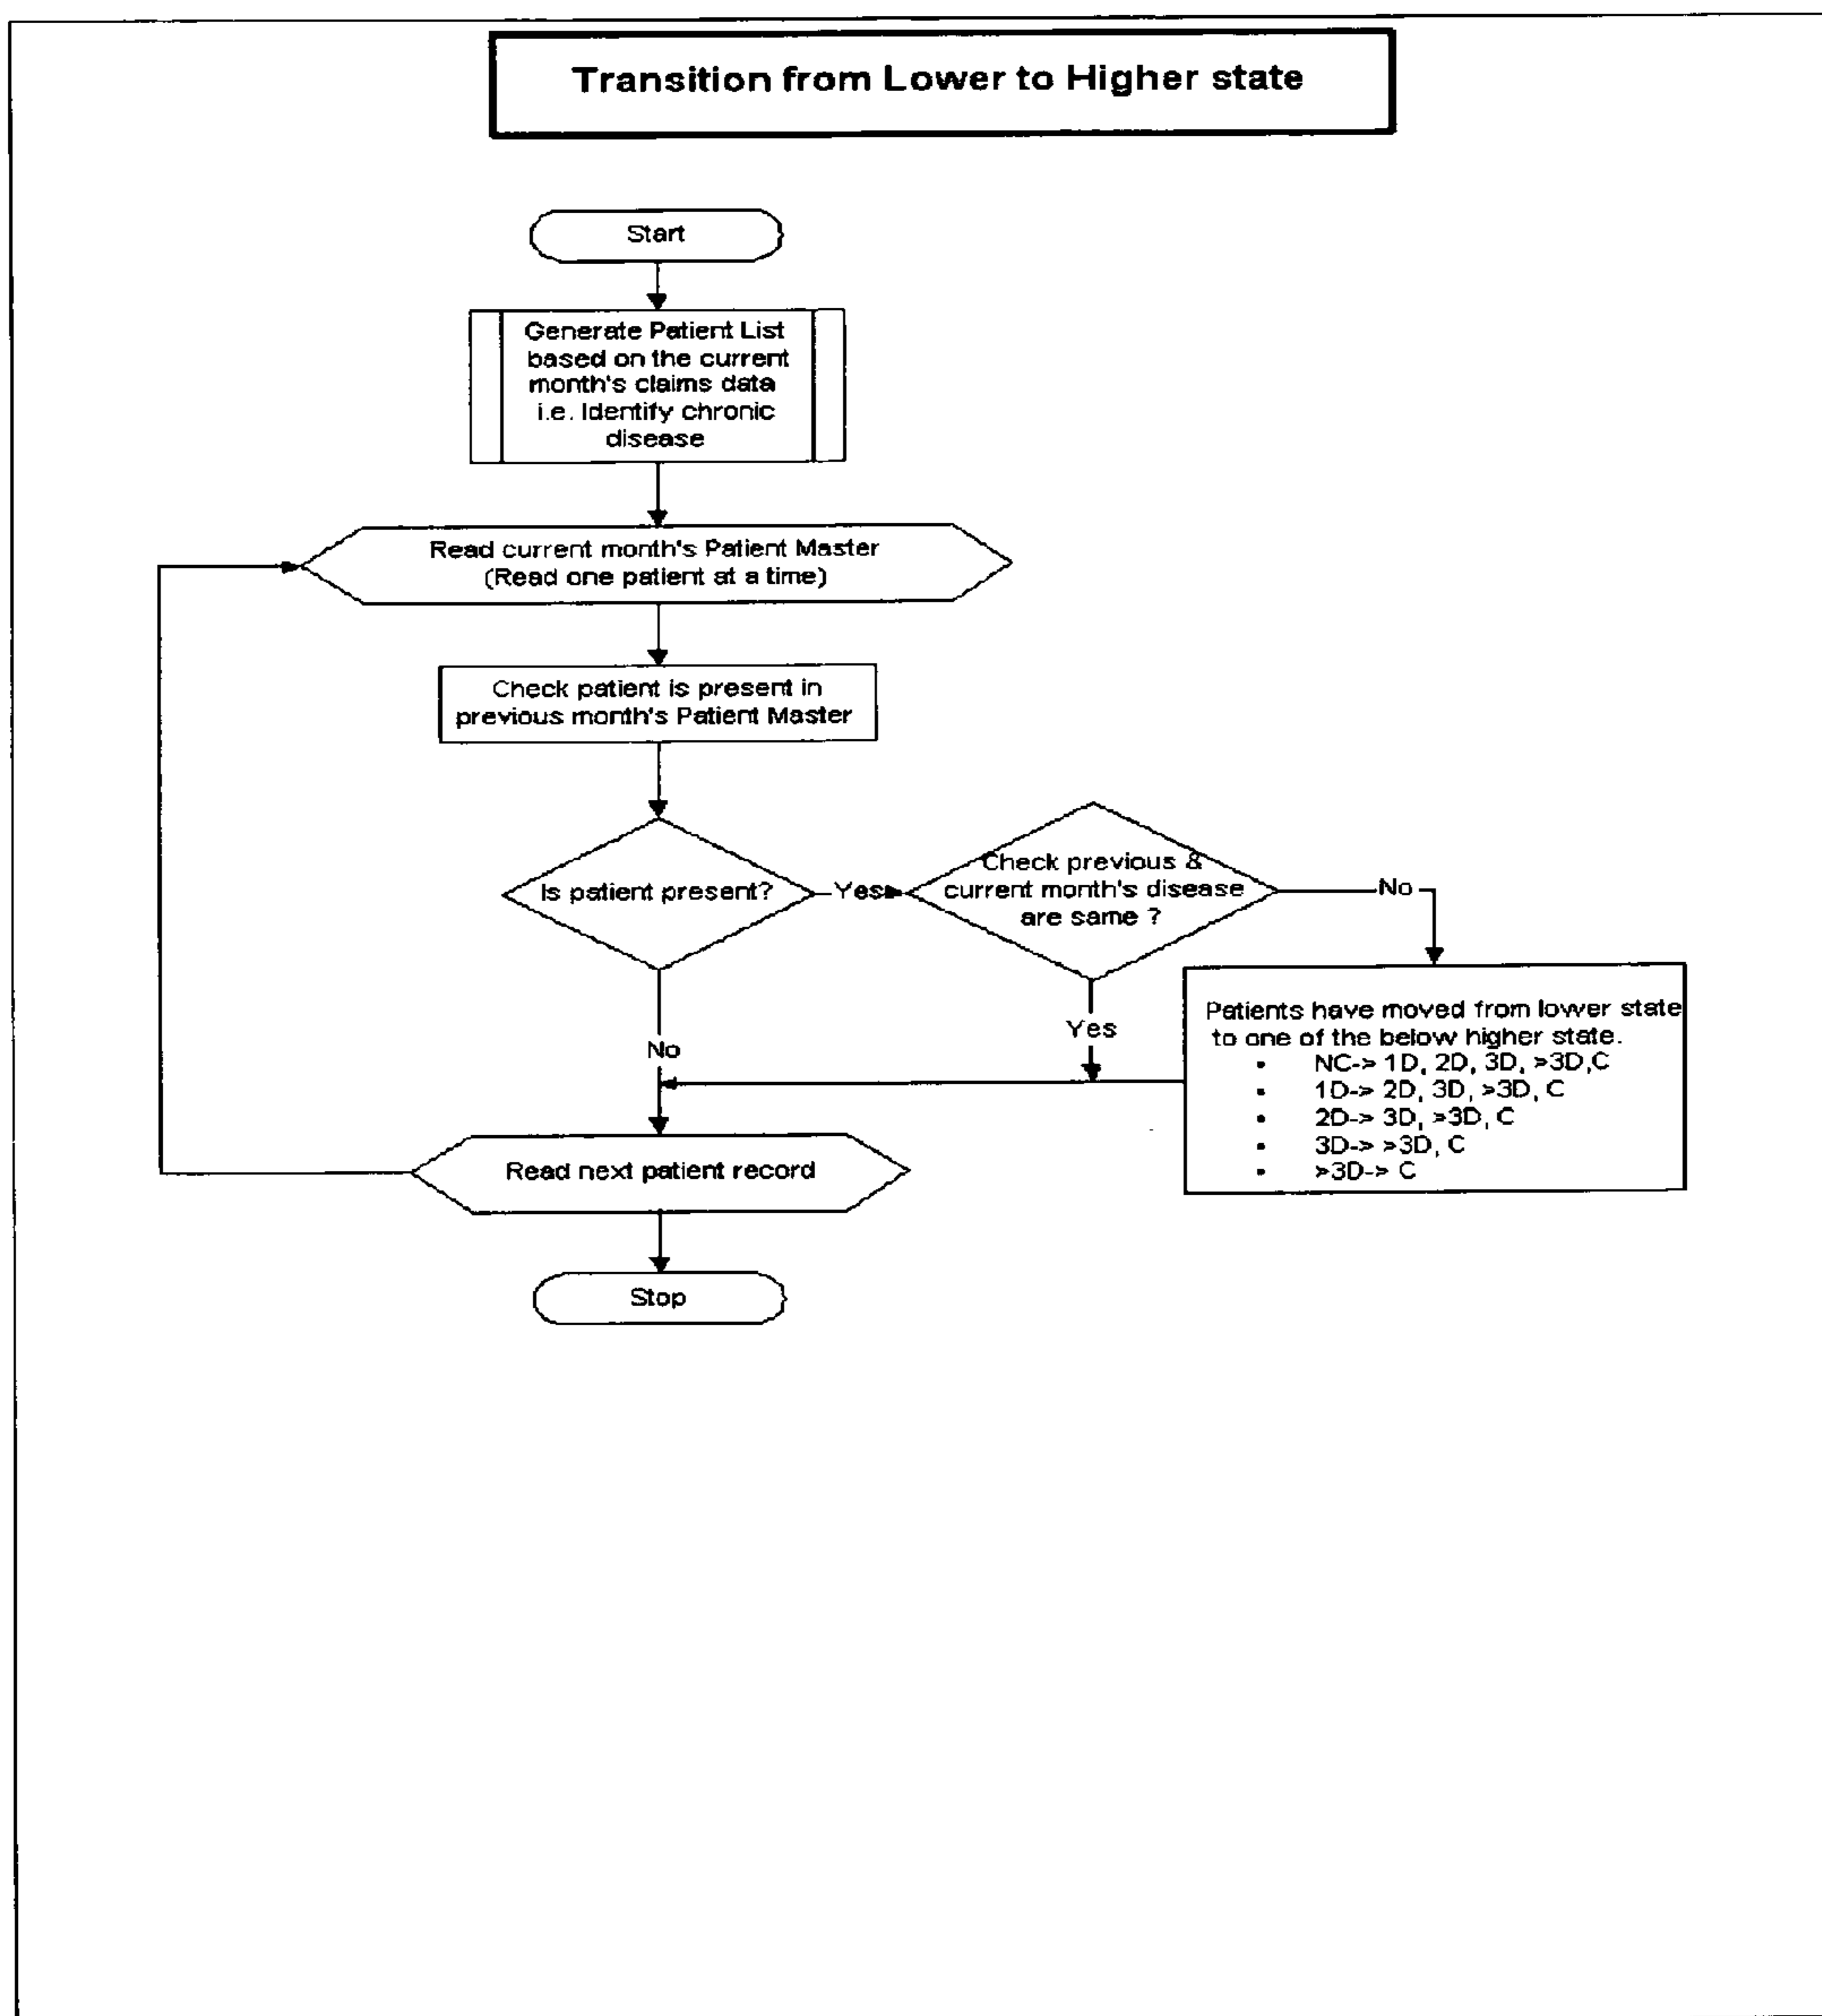 Transition from Lower to Higher state
Start
Generate Patient List
based on the current
month's claims data
i.e. Identify chronic
disease
Read current month's Patient Master
(Read one patient at a time)
Check patient is present in
previous month's Patient Master
Is patient present?
Yes
Check previous &
current month's disease
are same ?
No
Yes
No
Patients have moved from lower state
to one of the below higher state.
• NC-> 1D, 2D, 3D, >3D,C
• 1D-> 2D, 3D, >3D, C
• 2D-> 3D, >3D, C
• 3D-> >3D, C
• >3D-> C
Read next patient record
Stop